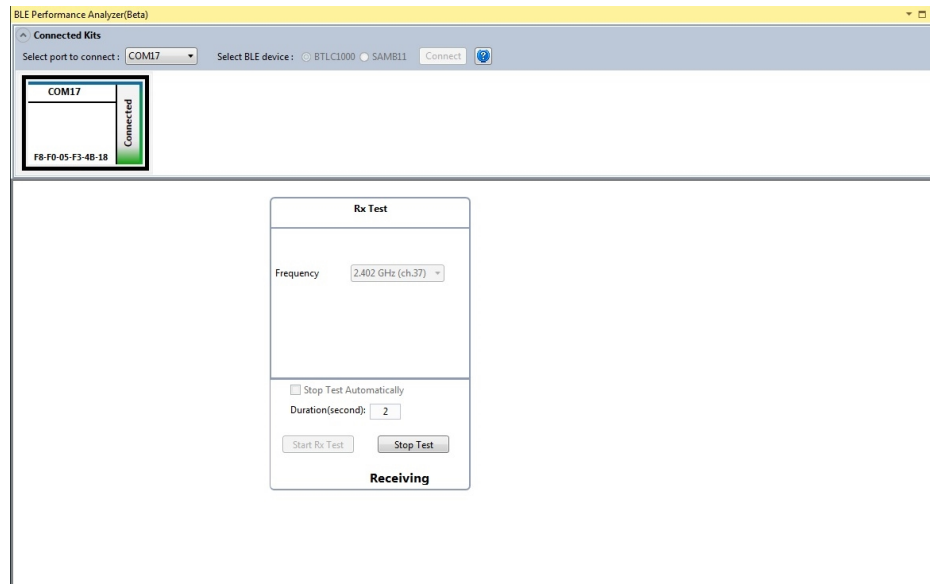 BLE Performance Analyzer(Beta)
Connected Kits
Select port to connect : COM17 Select BLE device : BTLC1000 SAMB11 Connect ?
COM17
Connected
F8-F0-05-F3-4B-18
Rx Test
Frequency 2.402 GHz (ch.37)
Stop Test Automatically
Duration(second): 2
Start Rx Test Stop Test
Receiving